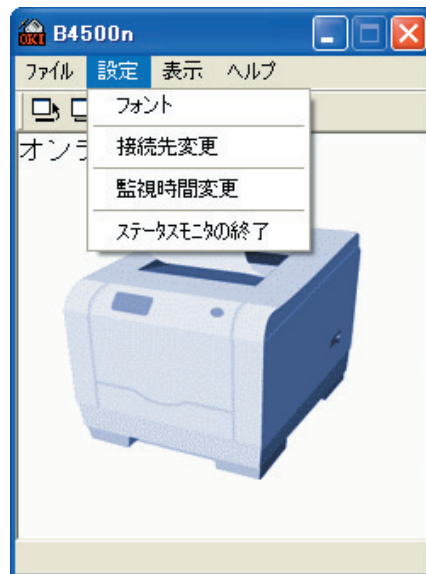 OKI B4500n
ファイル 設定 表示 ヘルプ
フォント
オンラ
接続先変更
監視時間変更
ステータスモニタの終了